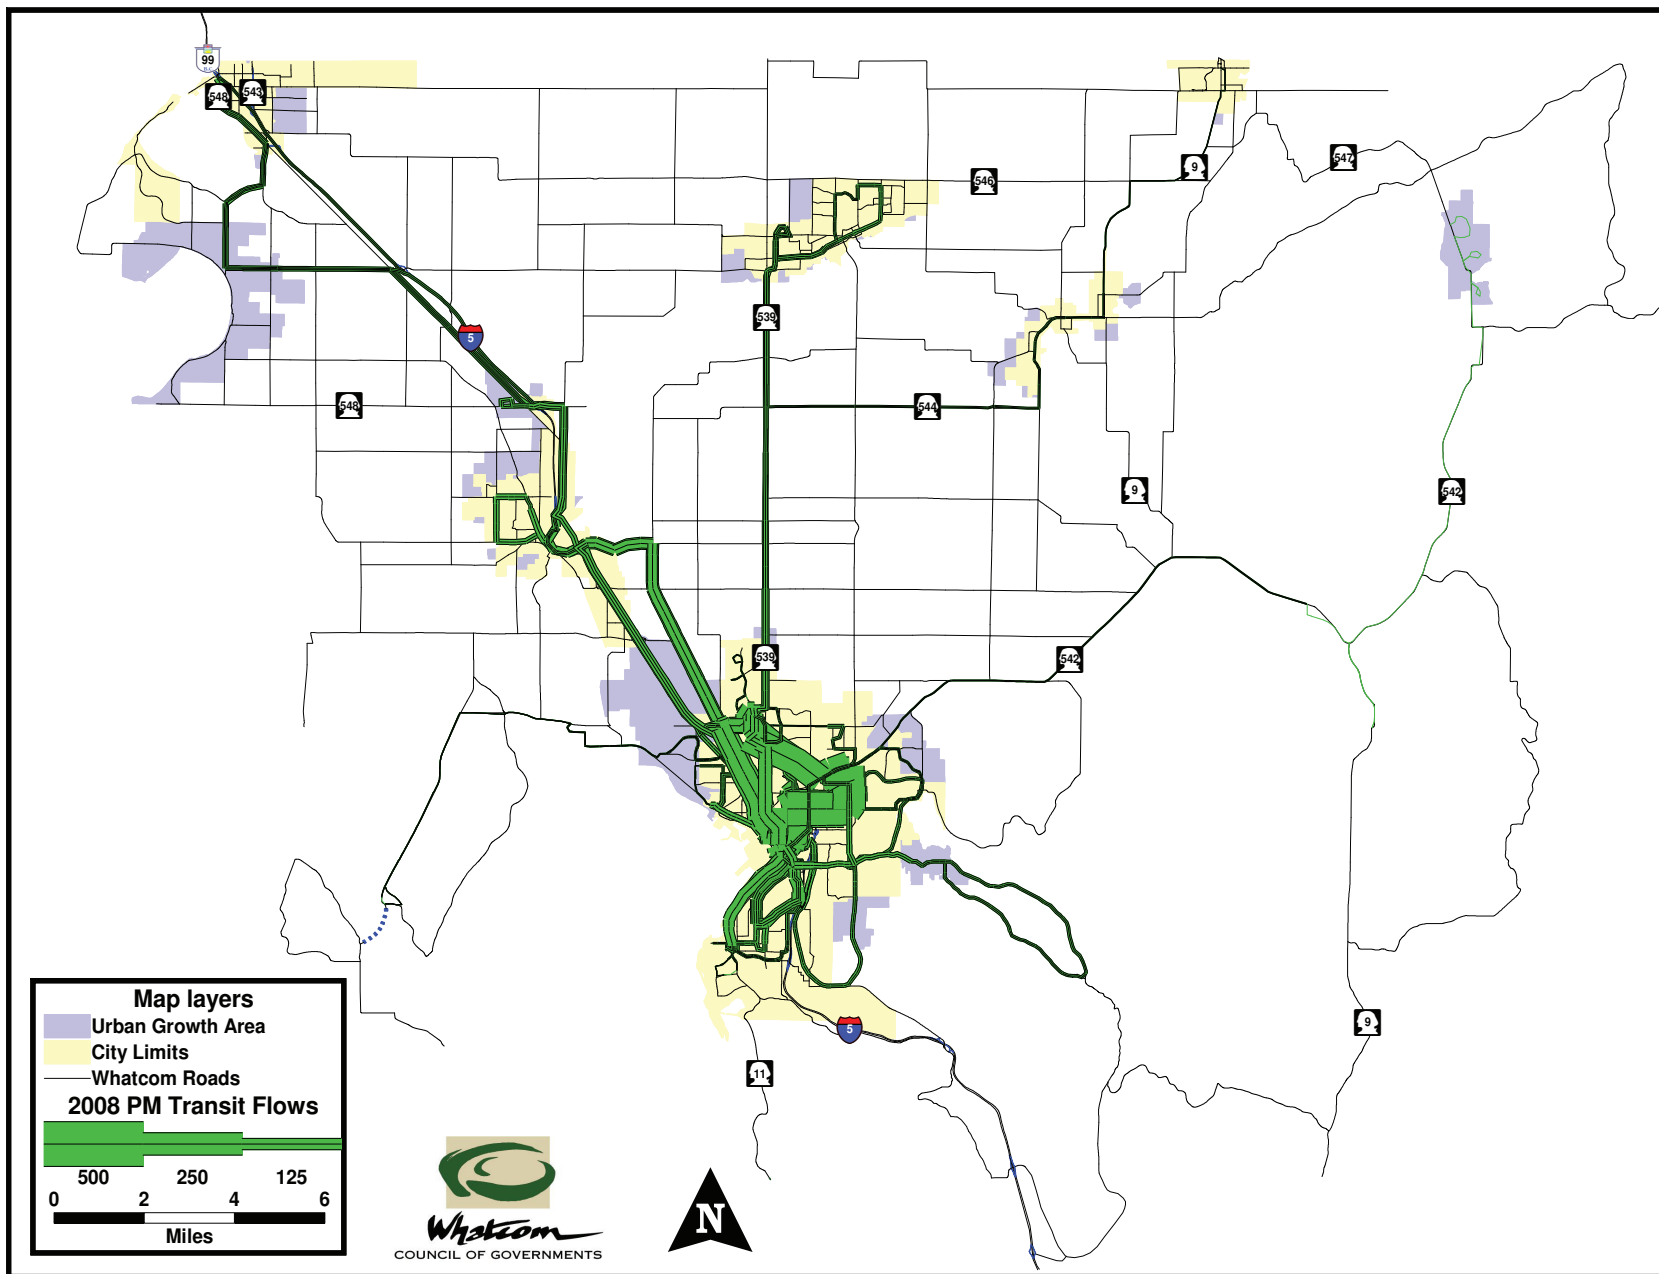 99
548
543
9
547
546
539
5
548
544
9
542
539
542
5
9
11
Map layers
Urban Growth Area
City Limits
Whatcom Roads
2008 PM Transit Flows
500 250 125
0 2 4 6
Miles
Whatcom
COUNCIL OF GOVERNMENTS
N